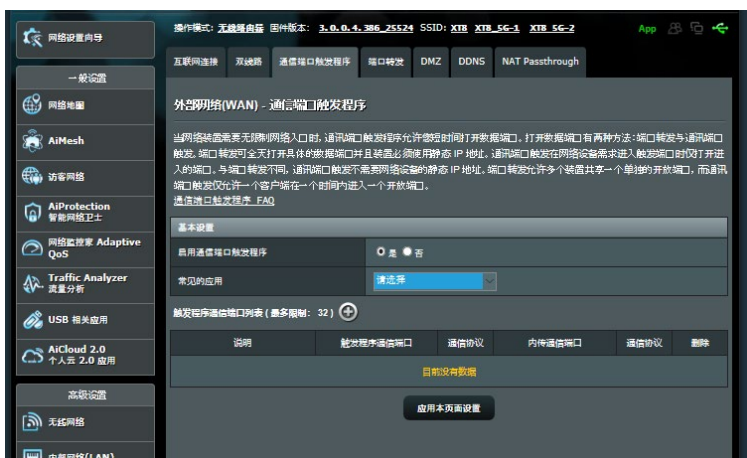 网络设置向导
操作模式: 无线路由器 固件版本: 3.0.0.4.386_25524 SSID: XT8 XT8_5G-1 XT8_5G-2
App
互联网连接 双线路 通信端口触发程序 端口转发 DMZ DDNS NAT Passthrough
一般设置
网络地图
AiMesh
访客网络
AiProtection
智能网络卫士
网络监控家 Adaptive
QoS
Traffic Analyzer
流量分析
USB 相关应用
AiCloud 2.0
个人云 2.0 应用
高级设置
无线网络
内部网络(LAN)
外部网络(WAN) - 通信端口触发程序
当网络装置需要无限制网络入口时, 通讯端口触发程序允许您短时间打开数据端口。打开数据端口有两种方法:端口转发与通讯端口
触发。端口转发可全天打开具体的数据端口并且装置必须使用静态 IP 地址。通讯端口触发在网络设备需求进入触发端口时仅打开进
入的端口。与端口转发不同, 通讯端口触发不需要网络设备的静态 IP 地址。端口转发允许多个装置共享一个单独的开放端口, 而通讯
端口触发仅允许一个客户端在一个时间内进入一个开放端口。
通信端口触发程序 FAQ
基本设置
启用通信端口触发程序 是 否
常见的应用 请选择
触发程序通信端口列表 ( 最多限制: 32 )
说明 触发程序通信端口 通信协议 内传通信端口 通信协议 删除
目前没有数据
应用本页面设置